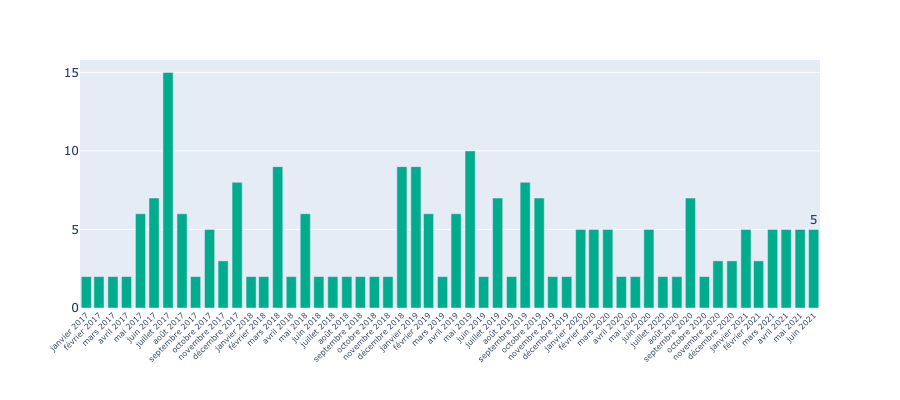 15
10
5
0
5
janvier 2017
février 2017
mars 2017
avril 2017
mai 2017
juin 2017
juillet 2017
août 2017
septembre 2017
octobre 2017
novembre 2017
décembre 2017
janvier 2018
février 2018
mars 2018
avril 2018
mai 2018
juin 2018
juillet 2018
août 2018
septembre 2018
octobre 2018
novembre 2018
décembre 2018
janvier 2019
février 2019
mars 2019
avril 2019
mai 2019
juin 2019
juillet 2019
août 2019
septembre 2019
octobre 2019
novembre 2019
décembre 2019
janvier 2020
février 2020
mars 2020
avril 2020
mai 2020
juin 2020
juillet 2020
août 2020
septembre 2020
octobre 2020
novembre 2020
décembre 2020
janvier 2021
février 2021
mars 2021
avril 2021
mai 2021
juin 2021